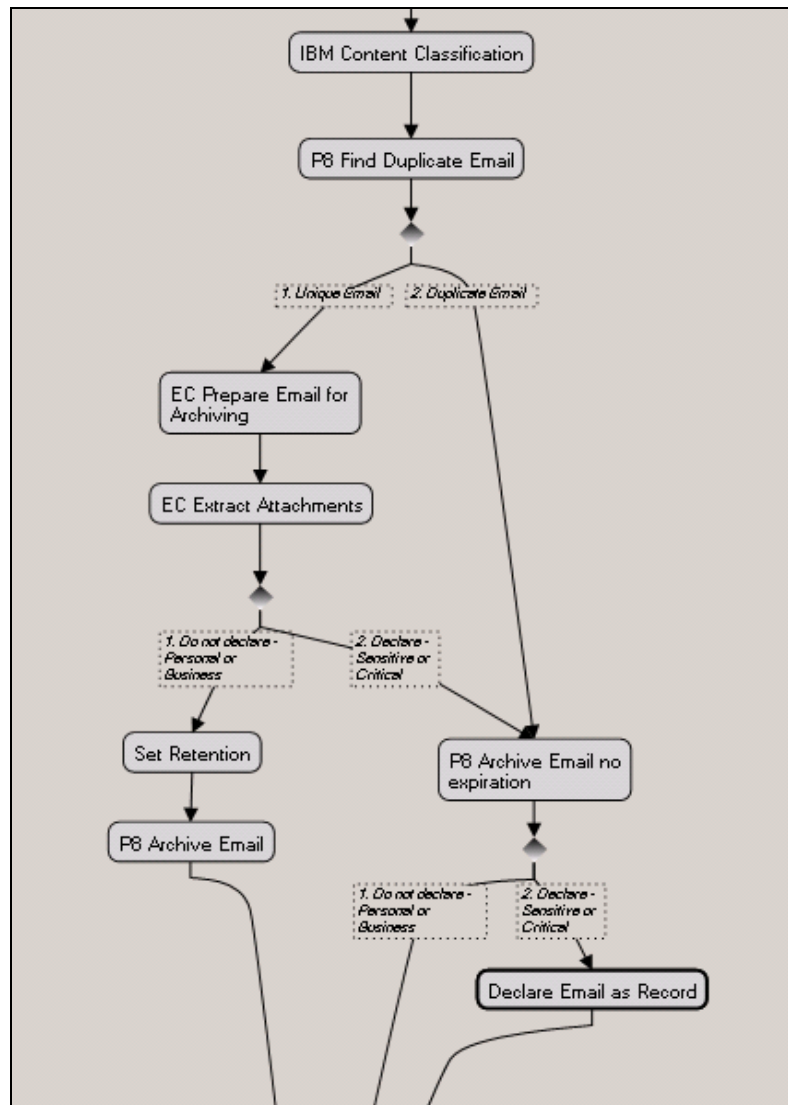 IBM Content Classification
P8 Find Duplicate Email
1. Unique Email
2. Duplicate Email
EC Prepare Email for
Archiving
EC Extract Attachments
1. Do not declare -
Personal or
Business
2. Declare -
Sensitive or
Critical
Set Retention
P8 Archive Email no
expiration
P8 Archive Email
1. Do not declare -
Personal or
Business
2. Declare -
Sensitive or
Critical
Declare Email as Record